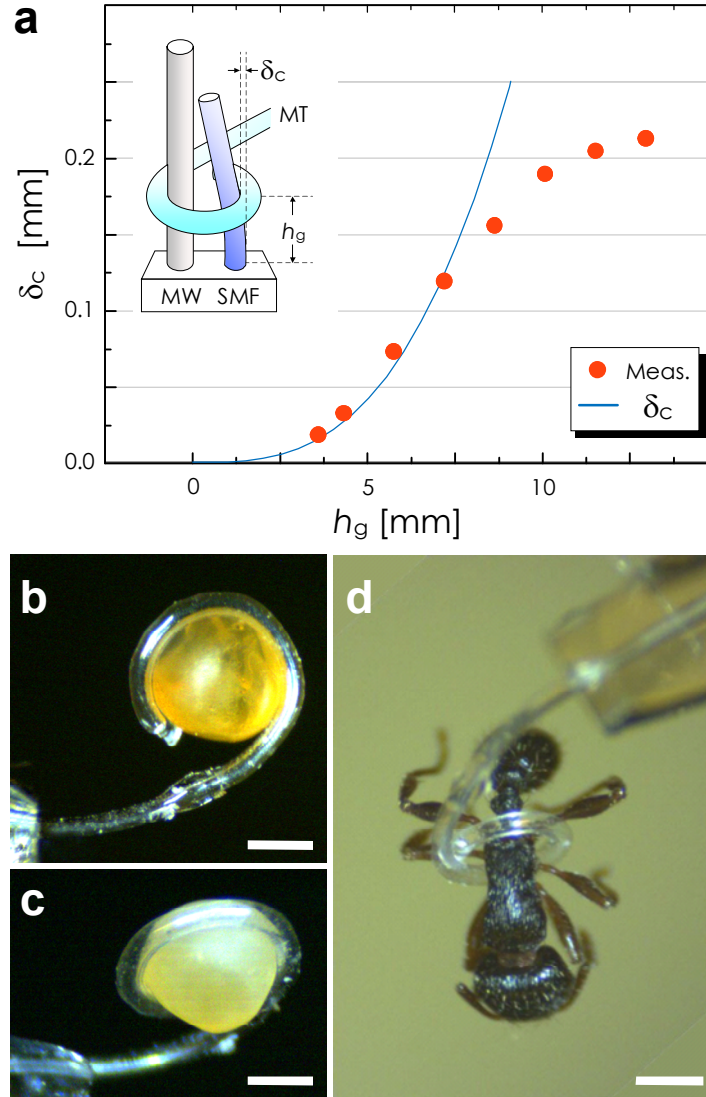 a
δc
MT
hg
MW SMF
0.2
0.1
0.0
δc [mm]
0
5
10
hg [mm]
Meas.
δc
b
c
d